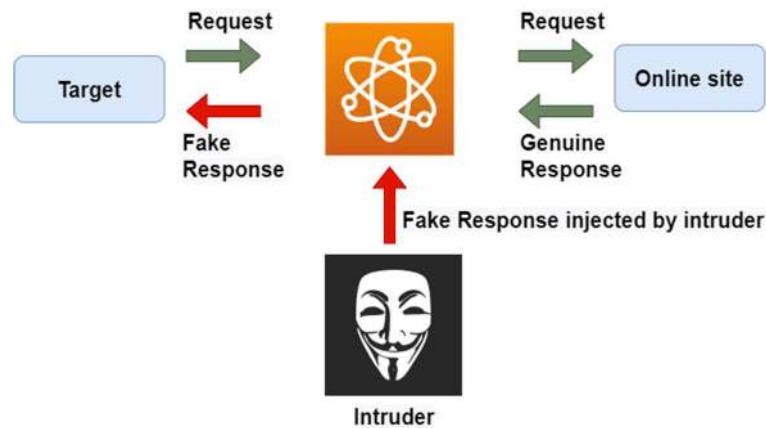 Request
Request
Target
Online site
Fake
Response
Genuine
Response
Fake Response injected by intruder
Intruder